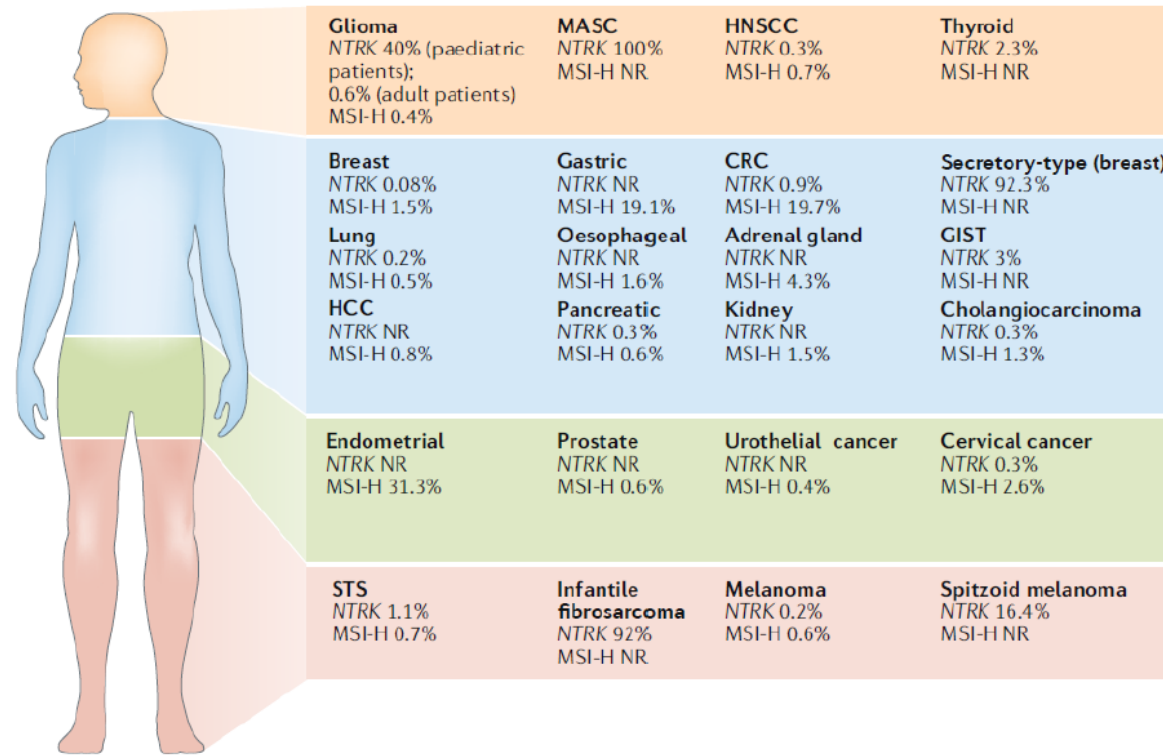 Glioma
NTRK 40% (paediatric
patients);
0.6% (adult patients)
MSI-H 0.4%
MASC
NTRK 100%
MSI-H NR
HNSCC
NTRK 0.3%
MSI-H 0.7%
Thyroid
NTRK 2.3%
MSI-H NR
Breast
NTRK 0.08%
MSI-H 1.5%
Gastric
NTRK NR
MSI-H 19.1%
CRC
NTRK 0.9%
MSI-H 19.7%
Secretory-type (breast)
NTRK 92.3%
MSI-H NR
Lung
NTRK 0.2%
MSI-H 0.5%
Oesophageal
NTRK NR
MSI-H 1.6%
Adrenal gland
NTRK NR
MSI-H 4.3%
GIST
NTRK 3%
MSI-H NR
HCC
NTRK NR
MSI-H 0.8%
Pancreatic
NTRK 0.3%
MSI-H 0.6%
Kidney
NTRK NR
MSI-H 1.5%
Cholangiocarcinoma
NTRK 0.3%
MSI-H 1.3%
Endometrial
NTRK NR
MSI-H 31.3%
Prostate
NTRK NR
MSI-H 0.6%
Urothelial cancer
NTRK NR
MSI-H 0.4%
Cervical cancer
NTRK 0.3%
MSI-H 2.6%
STS
NTRK 1.1%
MSI-H 0.7%
Infantile
fibrosarcoma
NTRK 92%
MSI-H NR
Melanoma
NTRK 0.2%
MSI-H 0.6%
Spitzoid melanoma
NTRK 16.4%
MSI-H NR